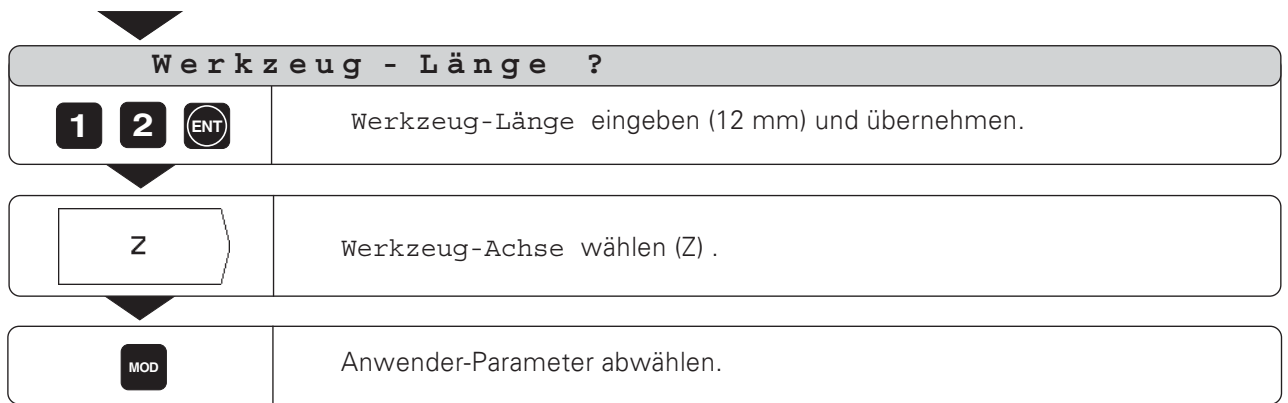 Werkzeug - Länge ?
1 2 ENT Werkzeug-Länge eingeben (12 mm) und übernehmen.
Z Werkzeug-Achse wählen (Z) .
MOD Anwender-Parameter abwählen.